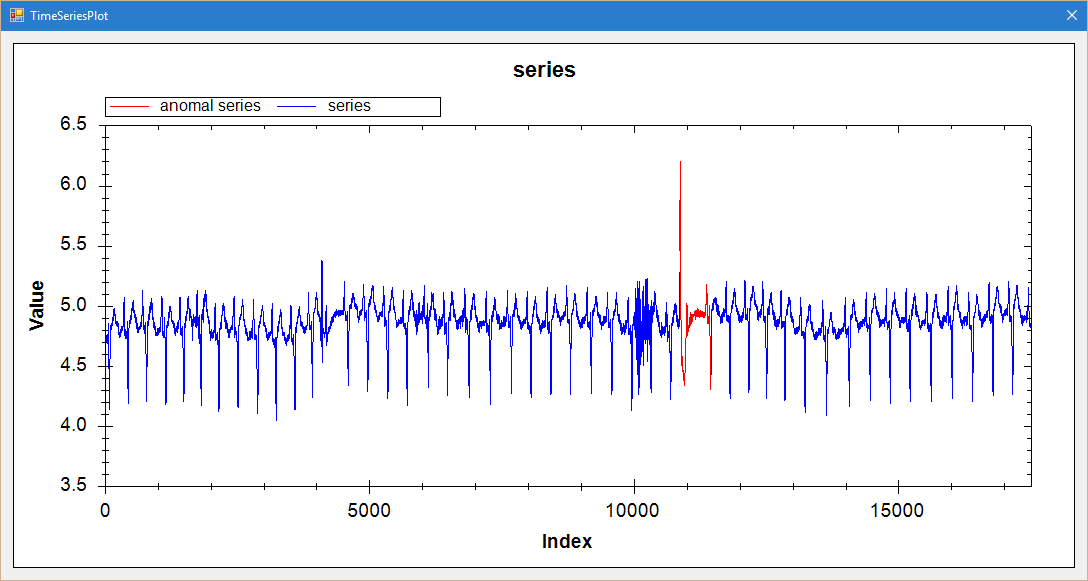 TimeSeriesPlot
series
anomal series series
6.5
6.0
5.5
5.0
4.5
4.0
3.5
Value
0 5000 10000 15000
Index